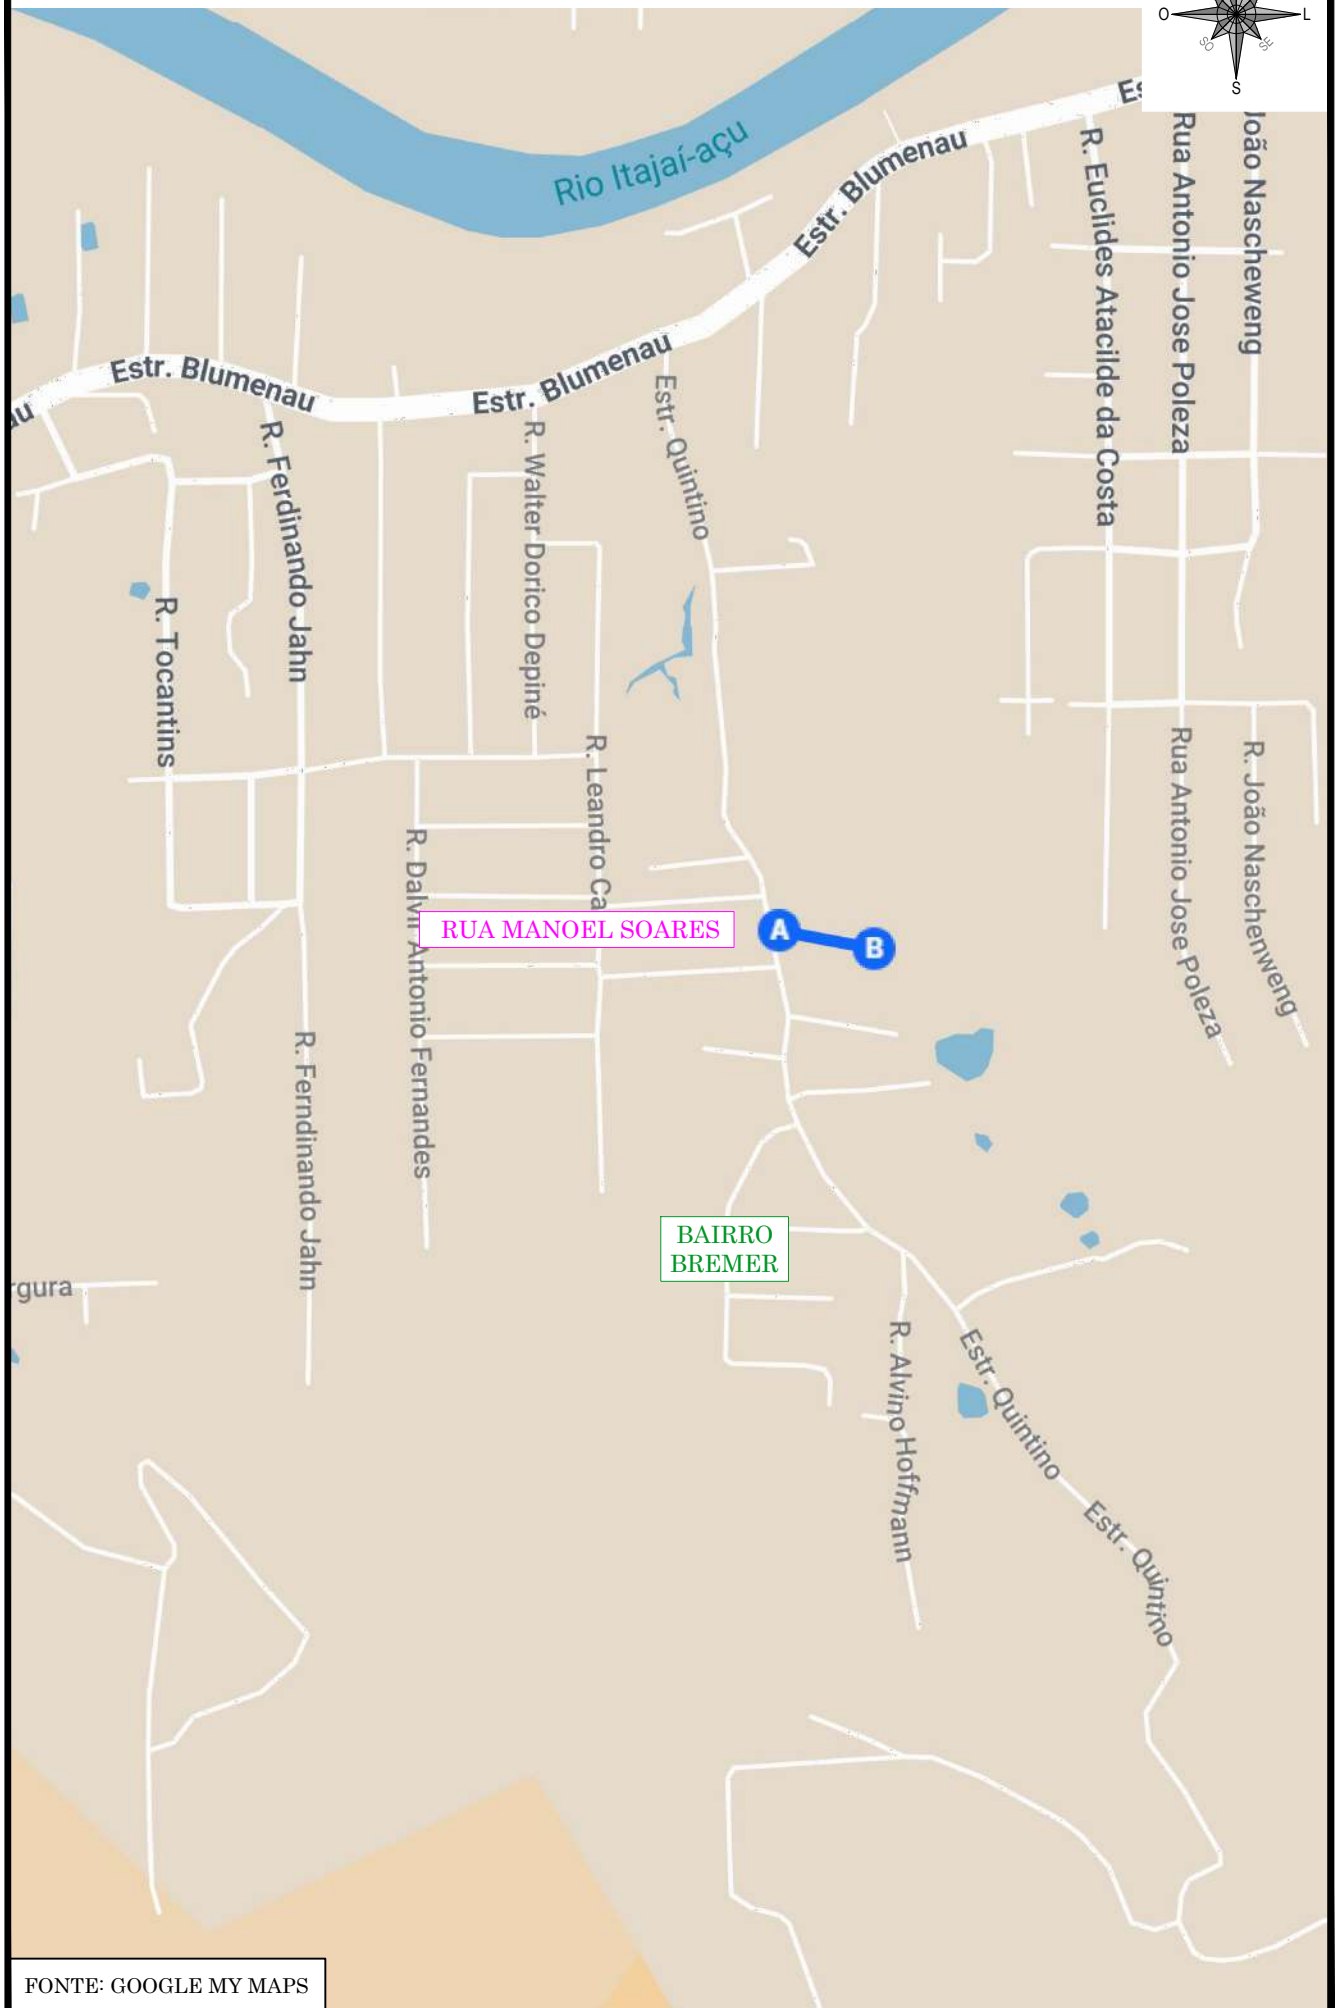 O
L
SO
SE
S
Rio Itajaí-açu
Estr. Blumenau
Estr. Blumenau
Estr. Blumenau
Estr. Quintino
R. Euclides Atacilde da Costa
Rua Antonio Jose Poleza
João Nascheweng
R. Ferdinando Jahn
R. Walter Dorico Depiné
R. Tocantins
R. Leandro Ca
R. Dalvir Antonio Fernandes
RUA MANOEL SOARES
A
B
Rua Antonio Jose Poleza
R. João Naschenweng
R. Ferndinando Jahn
BAIRRO
BREMER
rgura
R. Alvino Hoffmann
Estr. Quintino
Estr. Quintino
FONTE: GOOGLE MY MAPS